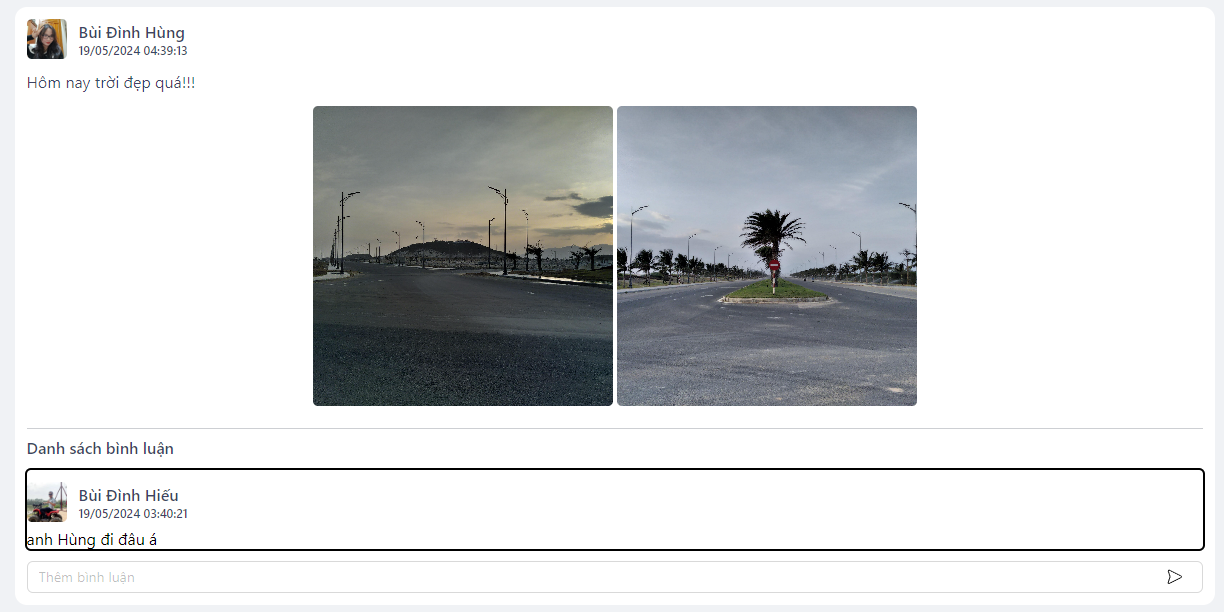 Bùi Đình Hùng
19/05/2024 04:39:13
Hôm nay trời đẹp quá!!!
Danh sách bình luận
Bùi Đình Hiếu
19/05/2024 03:40:21
anh Hùng đi đâu á
Thêm bình luận